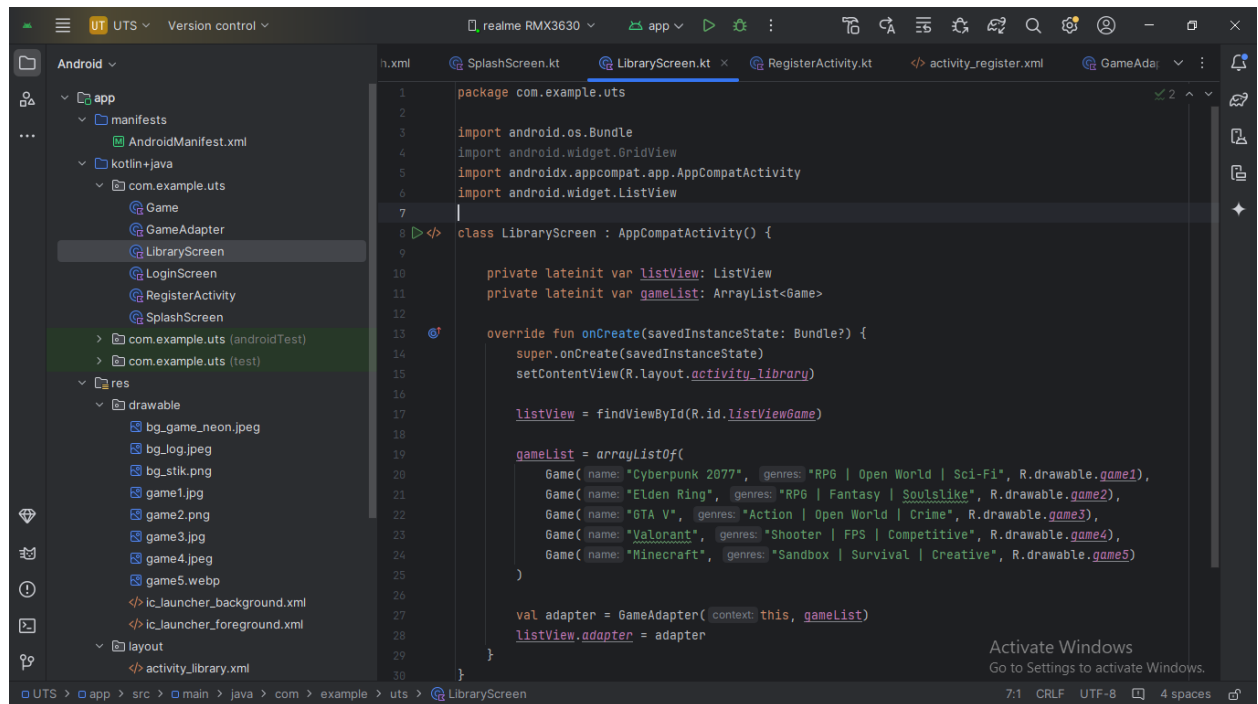 UT UTS Version control realme RMX3630 app
Android
h.xml SplashScreen.kt LibraryScreen.kt RegisterActivity.kt activity_register.xml GameAda
app
manifests
AndroidManifest.xml
kotlin+java
com.example.uts
Game
GameAdapter
LibraryScreen
LoginScreen
RegisterActivity
SplashScreen
com.example.uts (androidTest)
com.example.uts (test)
res
drawable
bg_game_neon.jpeg
bg_log.jpeg
bg_stik.png
game1.jpg
game2.png
game3.jpg
game4.jpeg
game5.webp
ic_launcher_background.xml
ic_launcher_foreground.xml
layout
activity_library.xml
1 package com.example.uts
2
3 import android.os.Bundle
4 import android.widget.GridView
5 import androidx.appcompat.app.AppCompatActivity
6 import android.widget.ListView
7
8 class LibraryScreen : AppCompatActivity() {
9
10 private lateinit var listView: ListView
11 private lateinit var gameList: ArrayList<Game>
12
13 override fun onCreate(savedInstanceState: Bundle?) {
14 super.onCreate(savedInstanceState)
15 setContentView(R.layout.activity_library)
16
17 listView = findViewById(R.id.listViewGame)
18
19 gameList = arrayListOf(
20 Game( name: "Cyberpunk 2077", genres: "RPG | Open World | Sci-Fi", R.drawable.game1),
21 Game( name: "Elden Ring", genres: "RPG | Fantasy | Soulslike", R.drawable.game2),
22 Game( name: "GTA V", genres: "Action | Open World | Crime", R.drawable.game3),
23 Game( name: "Valorant", genres: "Shooter | FPS | Competitive", R.drawable.game4),
24 Game( name: "Minecraft", genres: "Sandbox | Survival | Creative", R.drawable.game5)
25 )
26
27 val adapter = GameAdapter( context: this, gameList)
28 listView.adapter = adapter
29 }
30 }
2
Activate Windows
Go to Settings to activate Windows.
UTS > app > src > main > java > com > example > uts > LibraryScreen 7:1 CRLF UTF-8 4 spaces